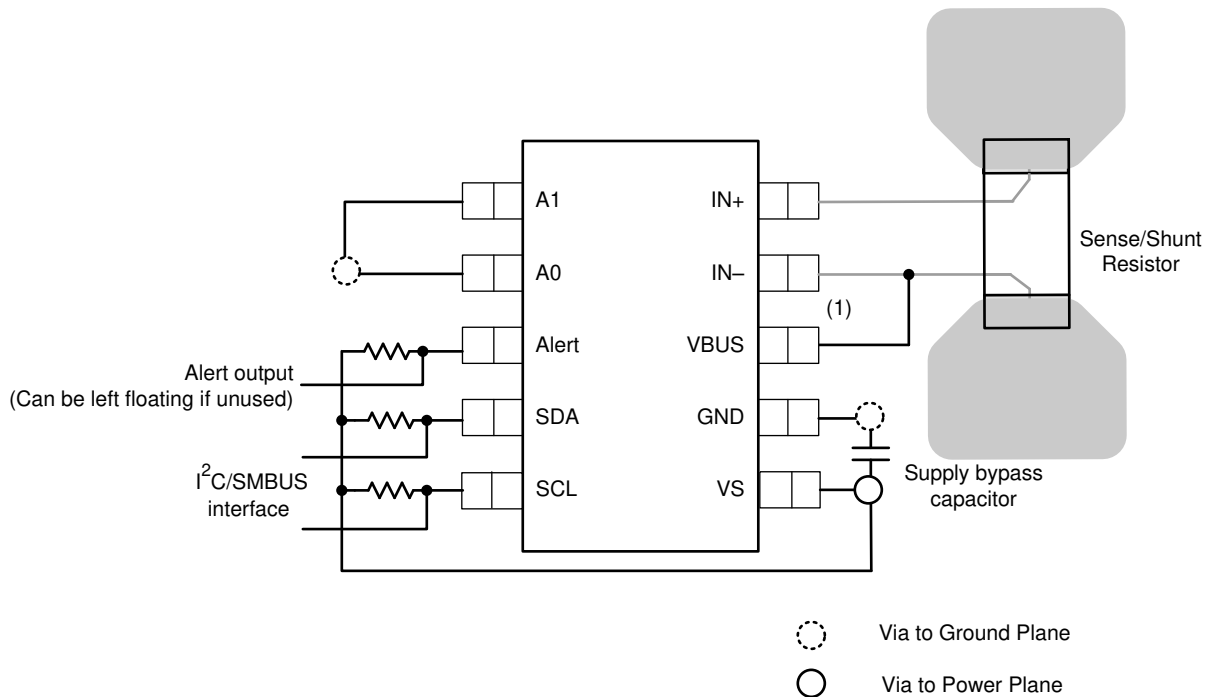 A1
A0
Alert
SDA
SCL
IN+
IN–
VBUS
GND
VS
(1)
Sense/Shunt
Resistor
Alert output
(Can be left floating if unused)
I²C/SMBUS
interface
Supply bypass
capacitor
Via to Ground Plane
Via to Power Plane